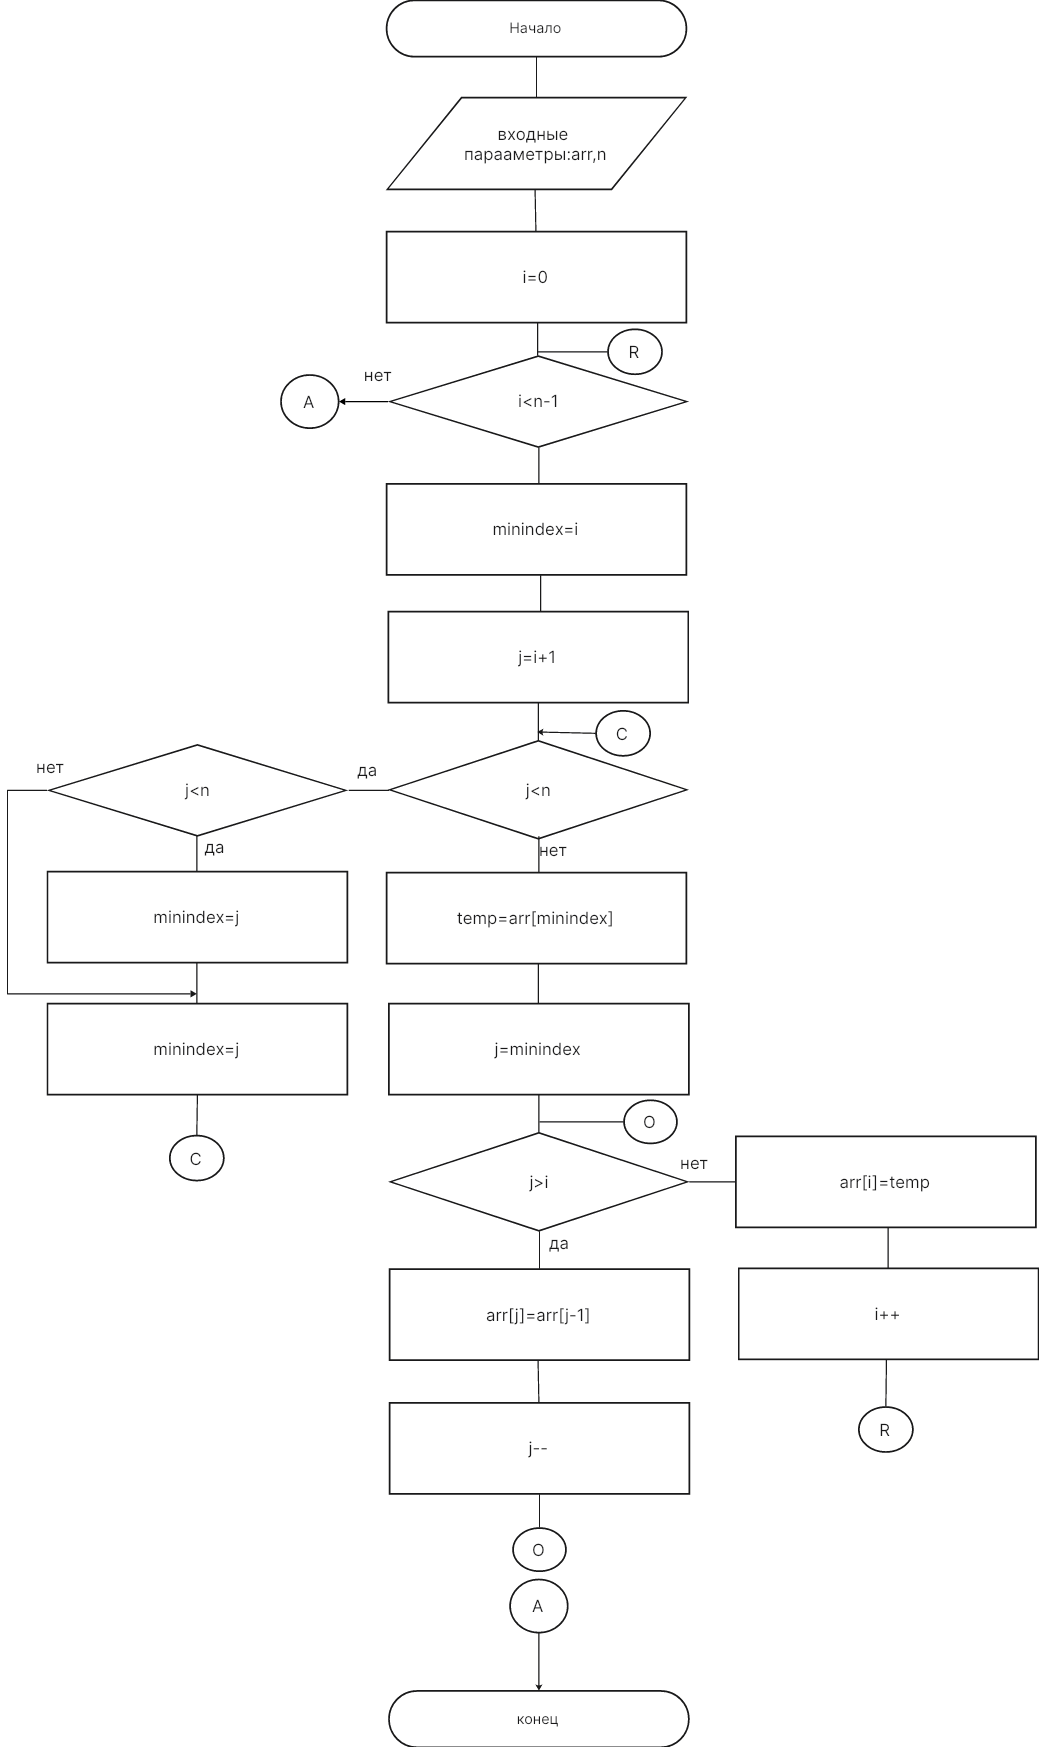 Начало
входные
парааметры:arr,n
i=0
R
нет
A
i<n-1
minindex=i
j=i+1
C
нет
j<n
да
j<n
да
нет
minindex=j
temp=arr[minindex]
minindex=j
j=minindex
C
O
j>i
нет
arr[i]=temp
да
arr[j]=arr[j-1]
i++
R
j--
O
A
конец